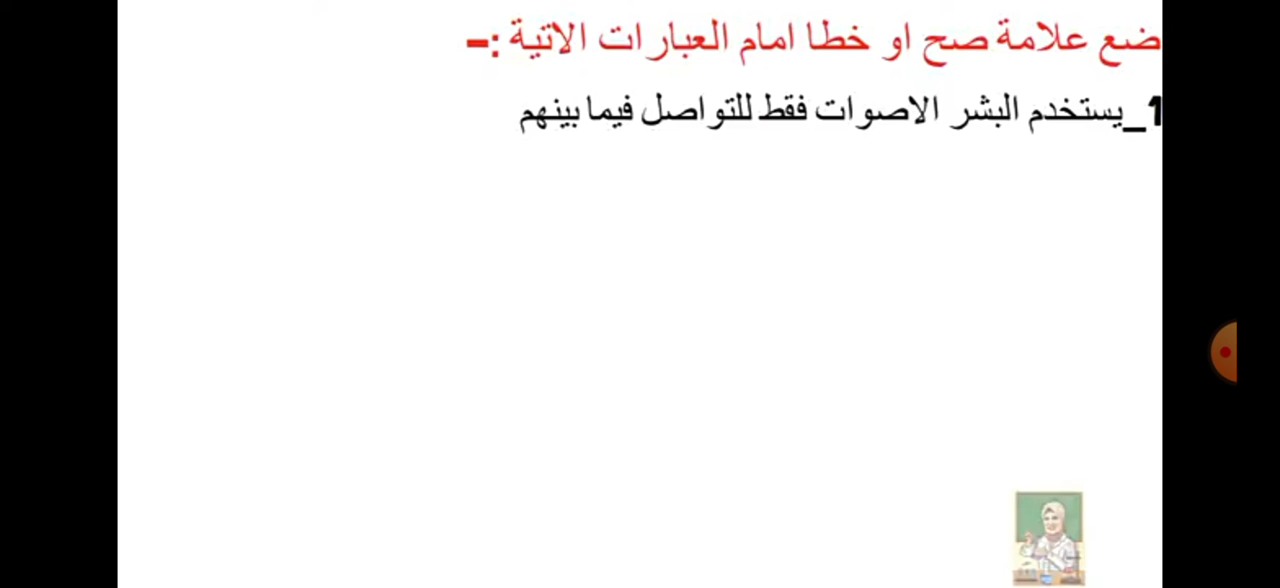 ضع علامة صح او خطا امام العبارات الاتية :-
1_يستخدم البشر الاصوات فقط للتواصل فيما بينهم